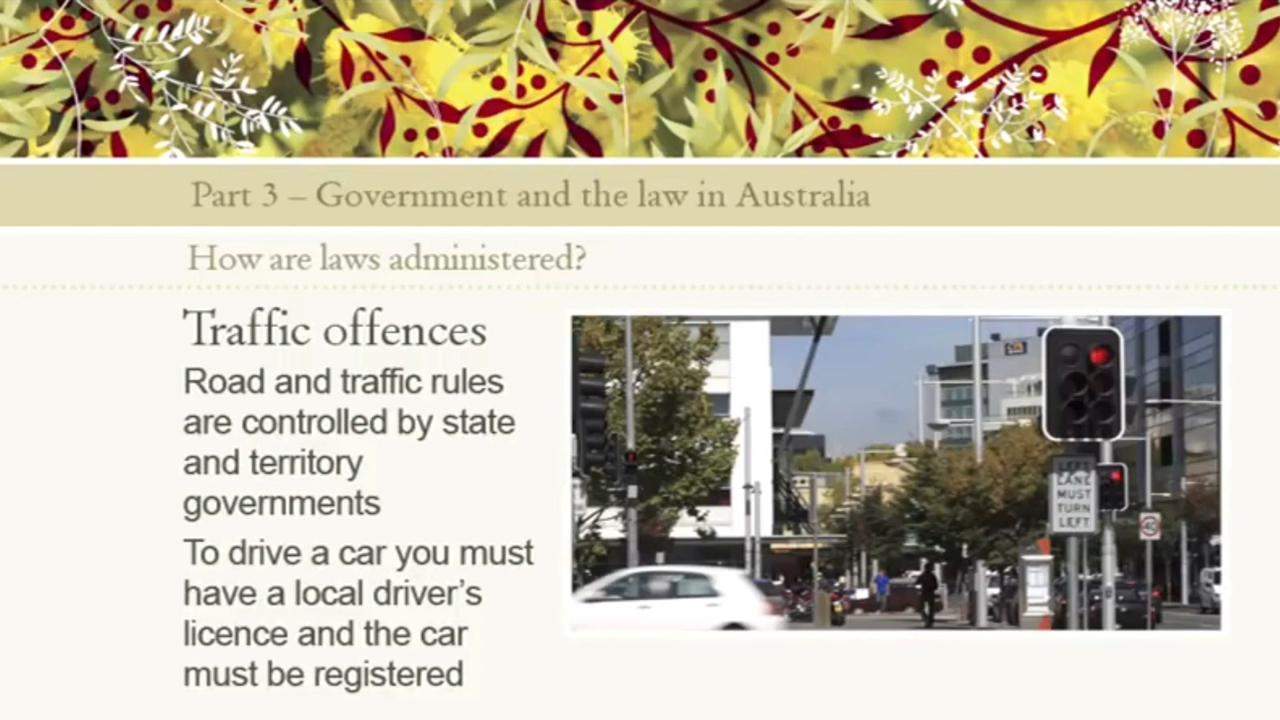 Part 3 – Government and the law in Australia
How are laws administered?
Traffic offences
Road and traffic rules
are controlled by state
and territory
governments
To drive a car you must
have a local driver’s
licence and the car
must be registered
LEFT
LANE
MUST
TURN
LEFT
40